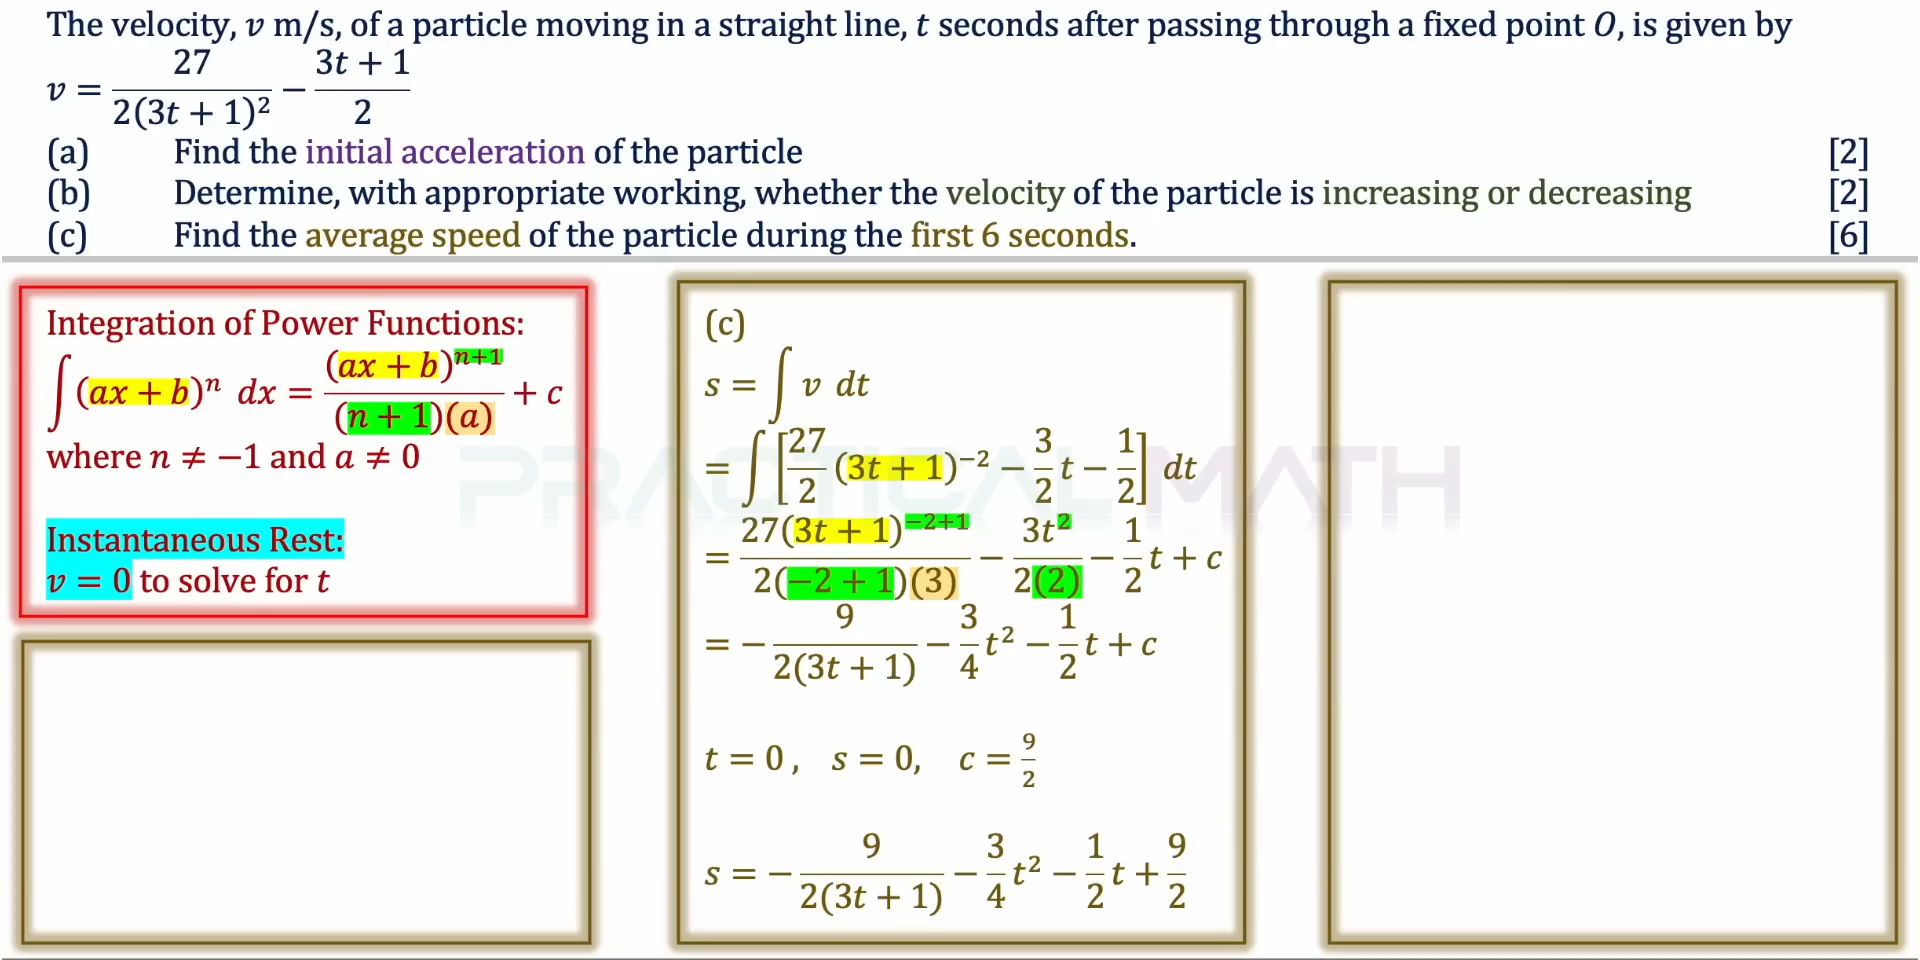 The velocity, v m/s, of a particle moving in a straight line, t seconds after passing through a fixed point O, is given by
v = 27/(2(3t + 1)²) − (3t + 1)/2
(a) Find the initial acceleration of the particle [2]
(b) Determine, with appropriate working, whether the velocity of the particle is increasing or decreasing [2]
(c) Find the average speed of the particle during the first 6 seconds. [6]
Integration of Power Functions:
∫(ax + b)ⁿ dx = (ax + b)ⁿ⁺¹/((n + 1)(a)) + c
where n ≠ −1 and a ≠ 0
Instantaneous Rest:
v = 0 to solve for t
(c)
s = ∫ v dt
= ∫ [27/2 (3t + 1)⁻² − 3/2 t − 1/2] dt
= 27(3t + 1)⁻²⁺¹/(2(−2 + 1)(3)) − 3t²/(2(2)) − 1/2 t + c
= − 9/(2(3t + 1)) − 3/4 t² − 1/2 t + c
t = 0 , s = 0, c = 9/2
s = − 9/(2(3t + 1)) − 3/4 t² − 1/2 t + 9/2
PRACTICAL MATH